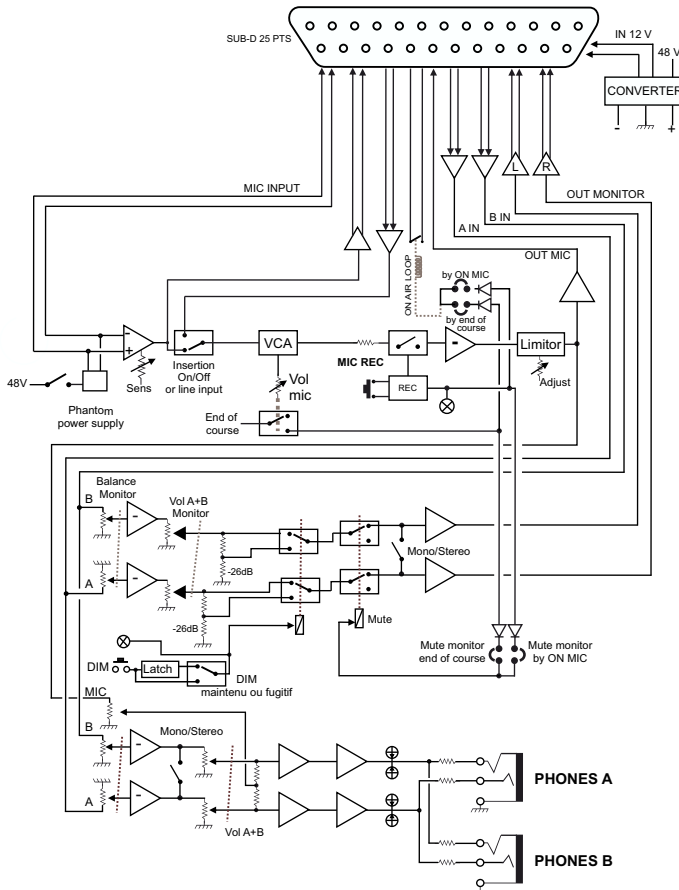 SUB-D 25 PTS
IN 12 V
48 V
CONVERTER
-
+
MIC INPUT
L
R
OUT MONITOR
B IN
A IN
OUT MIC
ON AIR LOOP
by ON MIC
by end of
course
-
+
VCA
MIC REC
-
Limitor
Insertion
On/Off
or line input
Sens
Vol
mic
REC
Adjust
48V
Phantom
power supply
End of
course
Balance
Monitor
Vol A+B
Monitor
B
-
-26dB
Mono/Stereo
A
-
-26dB
Mute
DIM
Latch
DIM
maintenu ou fugitif
Mute monitor
end of course
Mute monitor
by ON MIC
MIC
B
-
Mono/Stereo
A
-
Vol A+B
PHONES A
PHONES B